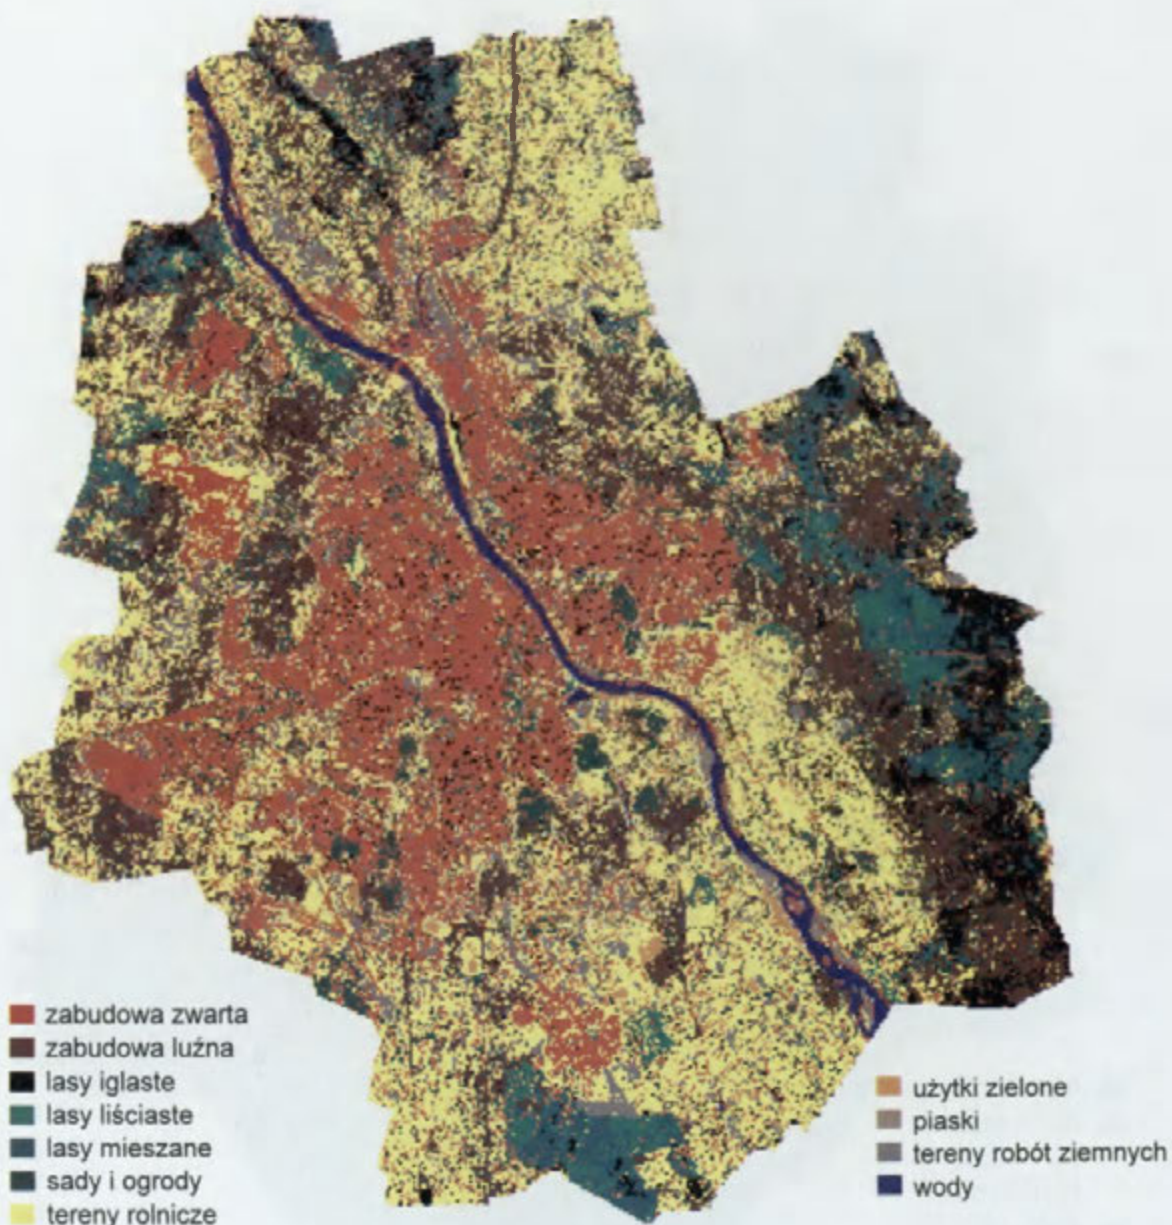 zabudowa zwarta
zabudowa luźna
lasy iglaste
lasy liściaste
lasy mieszane
sady i ogrody
tereny rolnicze
użytki zielone
piaski
tereny robót ziemnych
wody